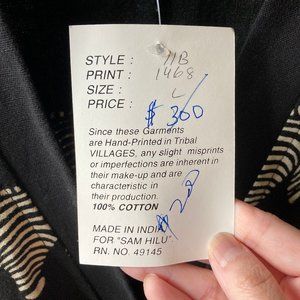 STYLE : 11B
PRINT : 1468
SIZE : L
PRICE :
$ 300
Since these Garments
are Hand-Printed in Tribal
VILLAGES, any slight misprints
or imperfections are inherent in
their make-up and are
characteristic in
their production.
100% COTTON
MADE IN INDIA
FOR "SAM HILU".
RN. NO. 49145